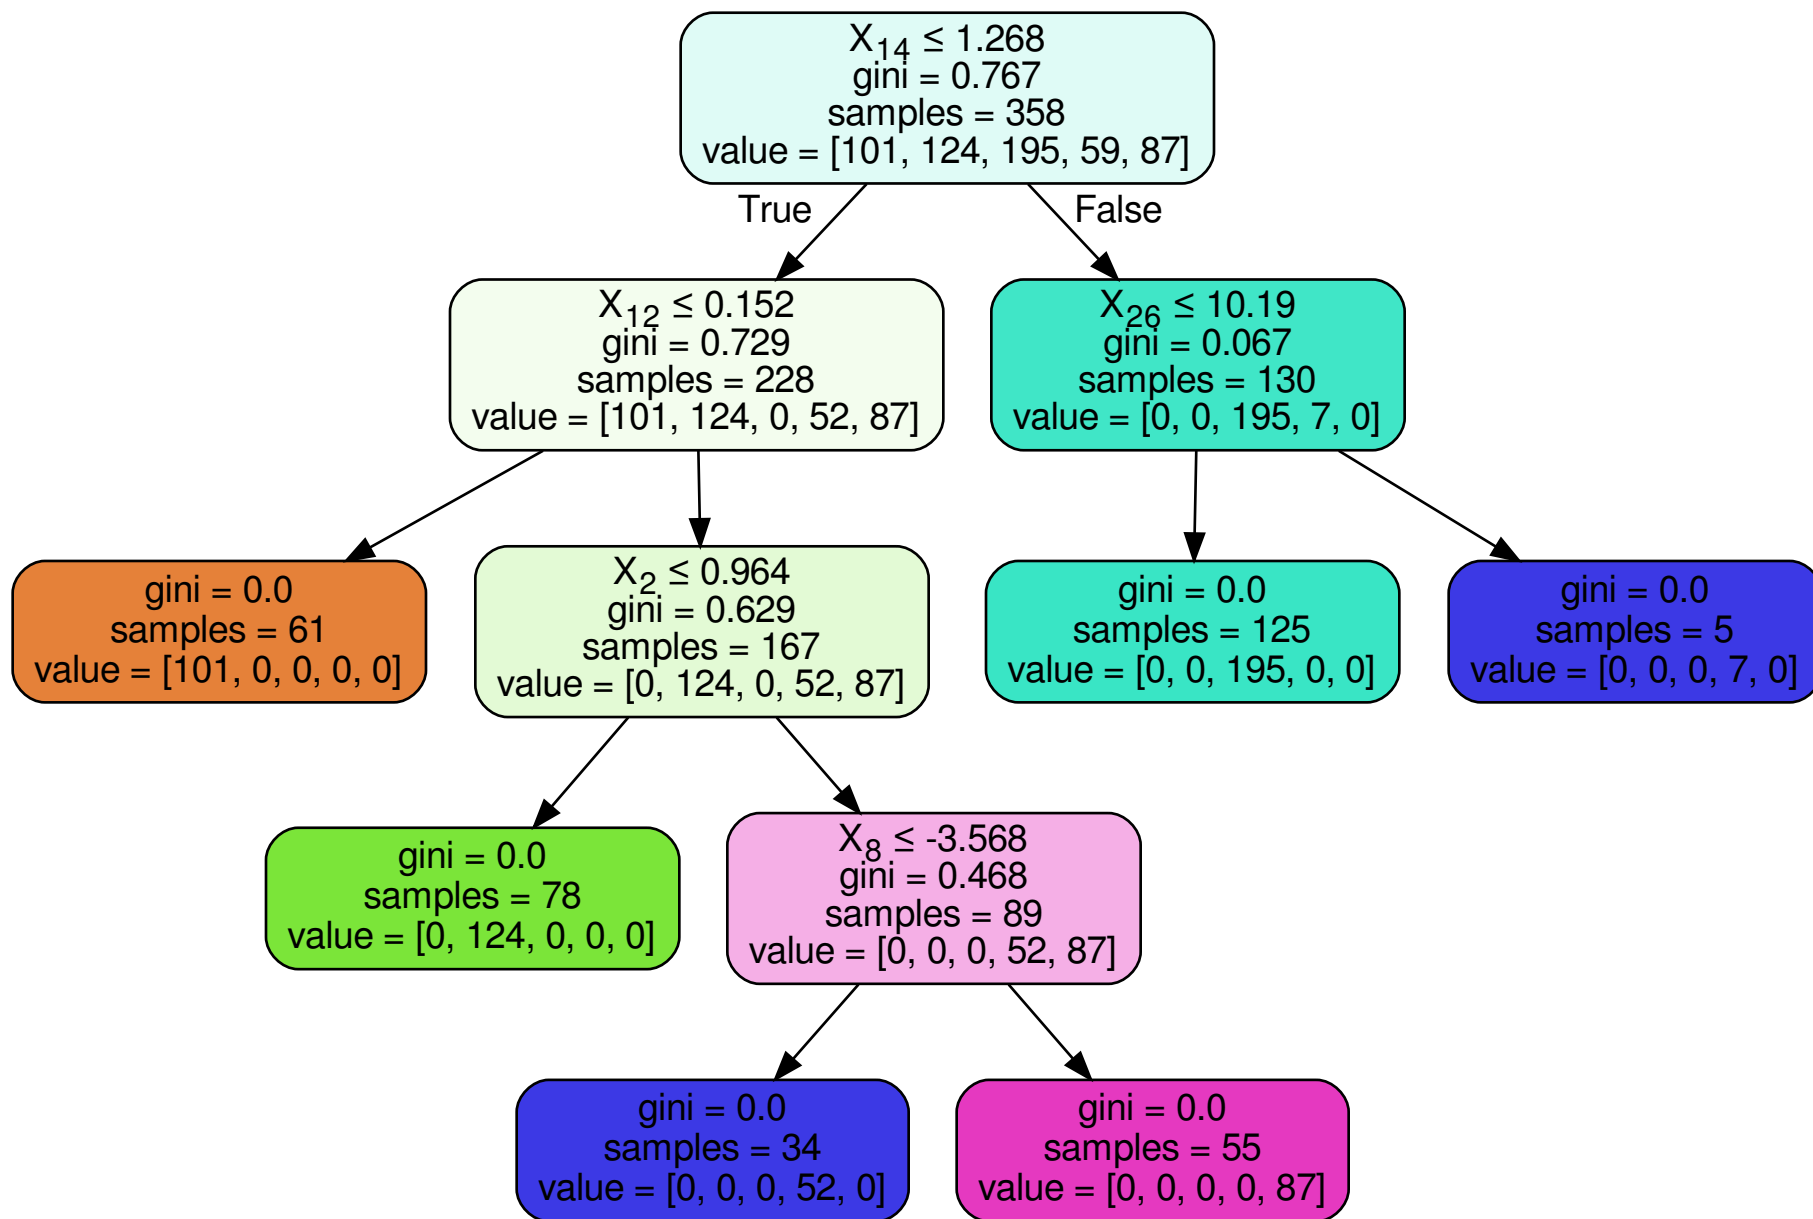 X₁₄ ≤ 1.268
gini = 0.767
samples = 358
value = [101, 124, 195, 59, 87]
True
False
X₁₂ ≤ 0.152
gini = 0.729
samples = 228
value = [101, 124, 0, 52, 87]
X₂₆ ≤ 10.19
gini = 0.067
samples = 130
value = [0, 0, 195, 7, 0]
gini = 0.0
samples = 61
value = [101, 0, 0, 0, 0]
X₂ ≤ 0.964
gini = 0.629
samples = 167
value = [0, 124, 0, 52, 87]
gini = 0.0
samples = 125
value = [0, 0, 195, 0, 0]
gini = 0.0
samples = 5
value = [0, 0, 0, 7, 0]
gini = 0.0
samples = 78
value = [0, 124, 0, 0, 0]
X₈ ≤ -3.568
gini = 0.468
samples = 89
value = [0, 0, 0, 52, 87]
gini = 0.0
samples = 34
value = [0, 0, 0, 52, 0]
gini = 0.0
samples = 55
value = [0, 0, 0, 0, 87]